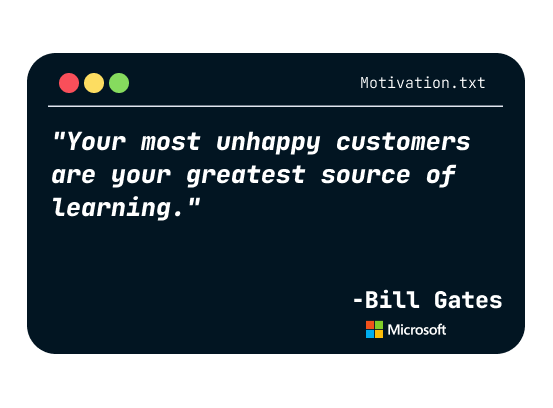 Motivation.txt
"Your most unhappy customers
are your greatest source of
learning."
-Bill Gates
Microsoft